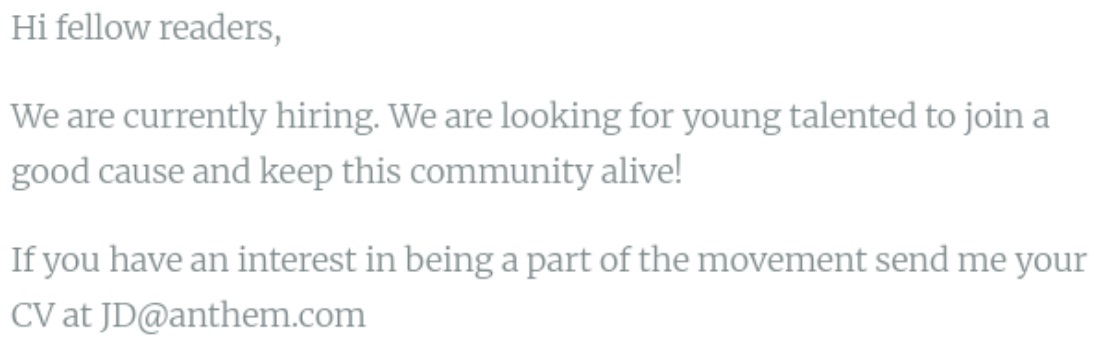 Hi fellow readers,
We are currently hiring. We are looking for young talented to join a
good cause and keep this community alive!
If you have an interest in being a part of the movement send me your
CV at JD@anthem.com